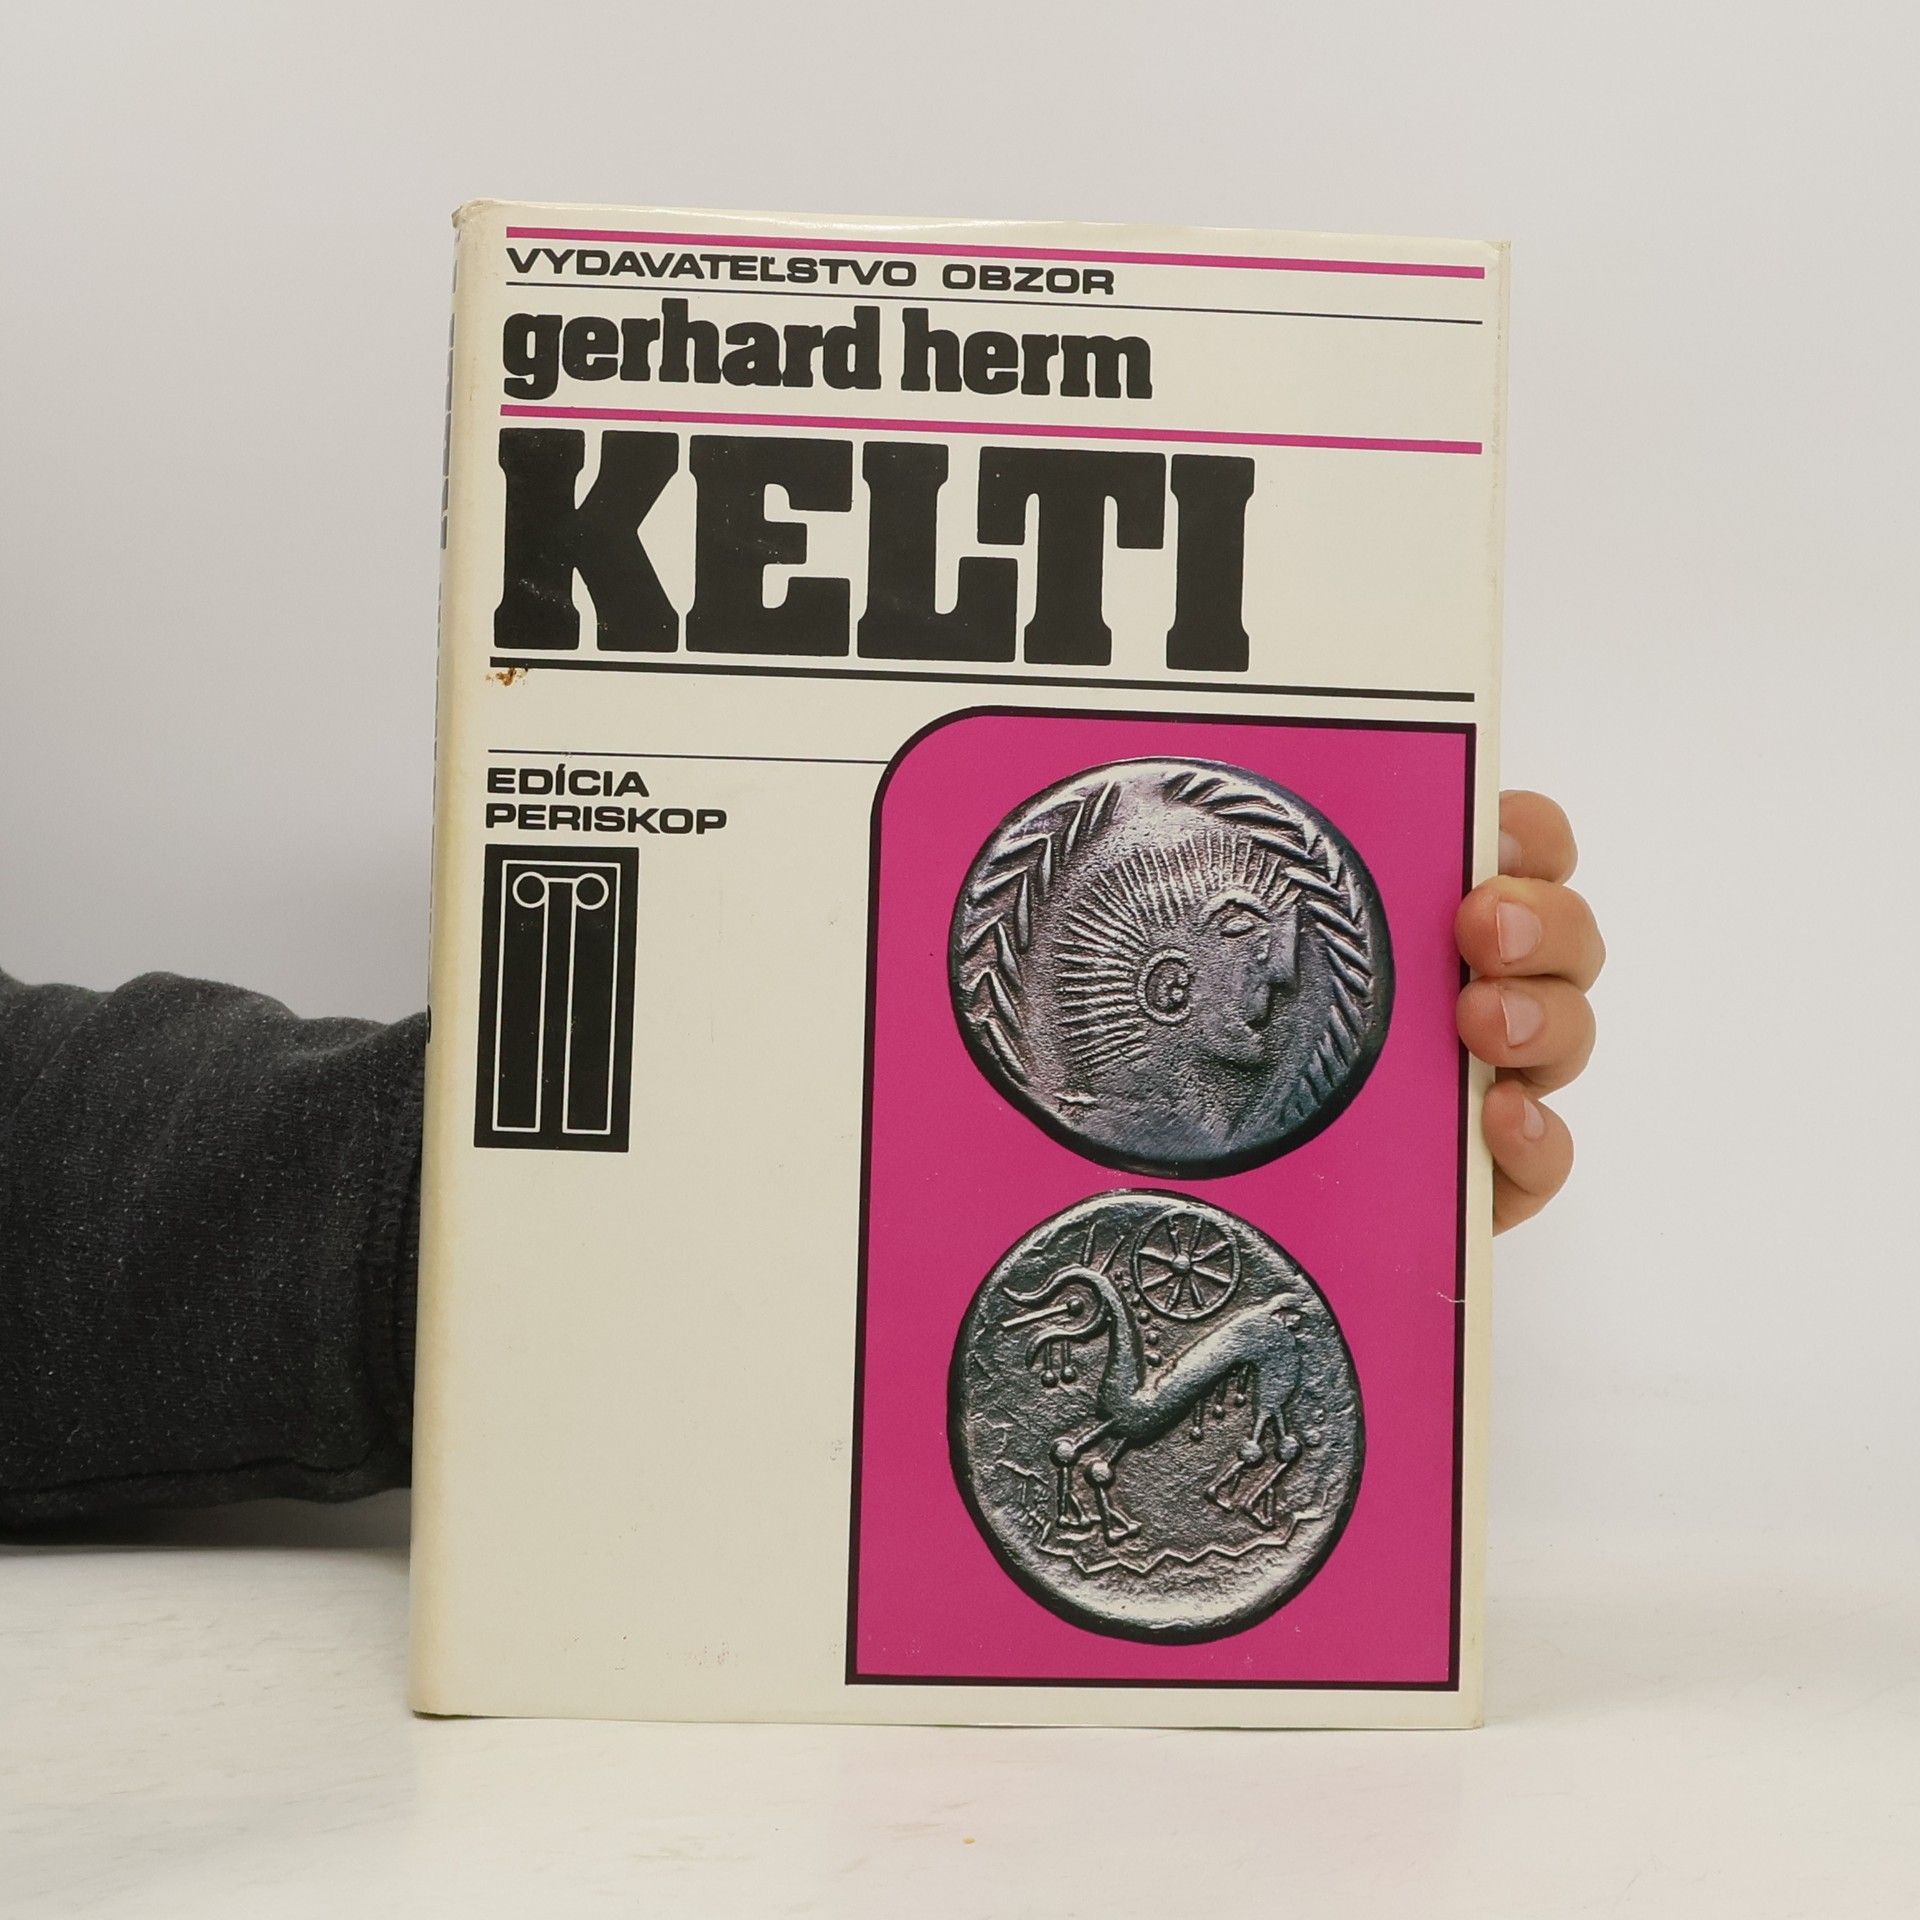 VYDAVATEĽSTVO OBZOR
gerhard herm
KELTI
EDÍCIA
PERISKOP